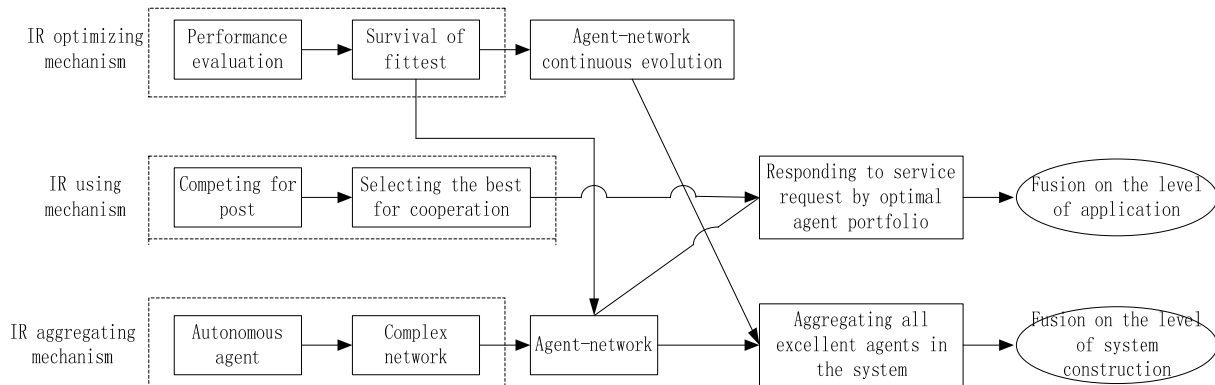 IR optimizing
mechanism
Performance
evaluation
Survival of
fittest
Agent-network
continuous evolution
IR using
mechanism
Competing for
post
Selecting the best
for cooperation
Responding to service
request by optimal
agent portfolio
Fusion on the level
of application
IR aggregating
mechanism
Autonomous
agent
Complex
network
Agent-network
Aggregating all
excellent agents in
the system
Fusion on the level
of system
construction